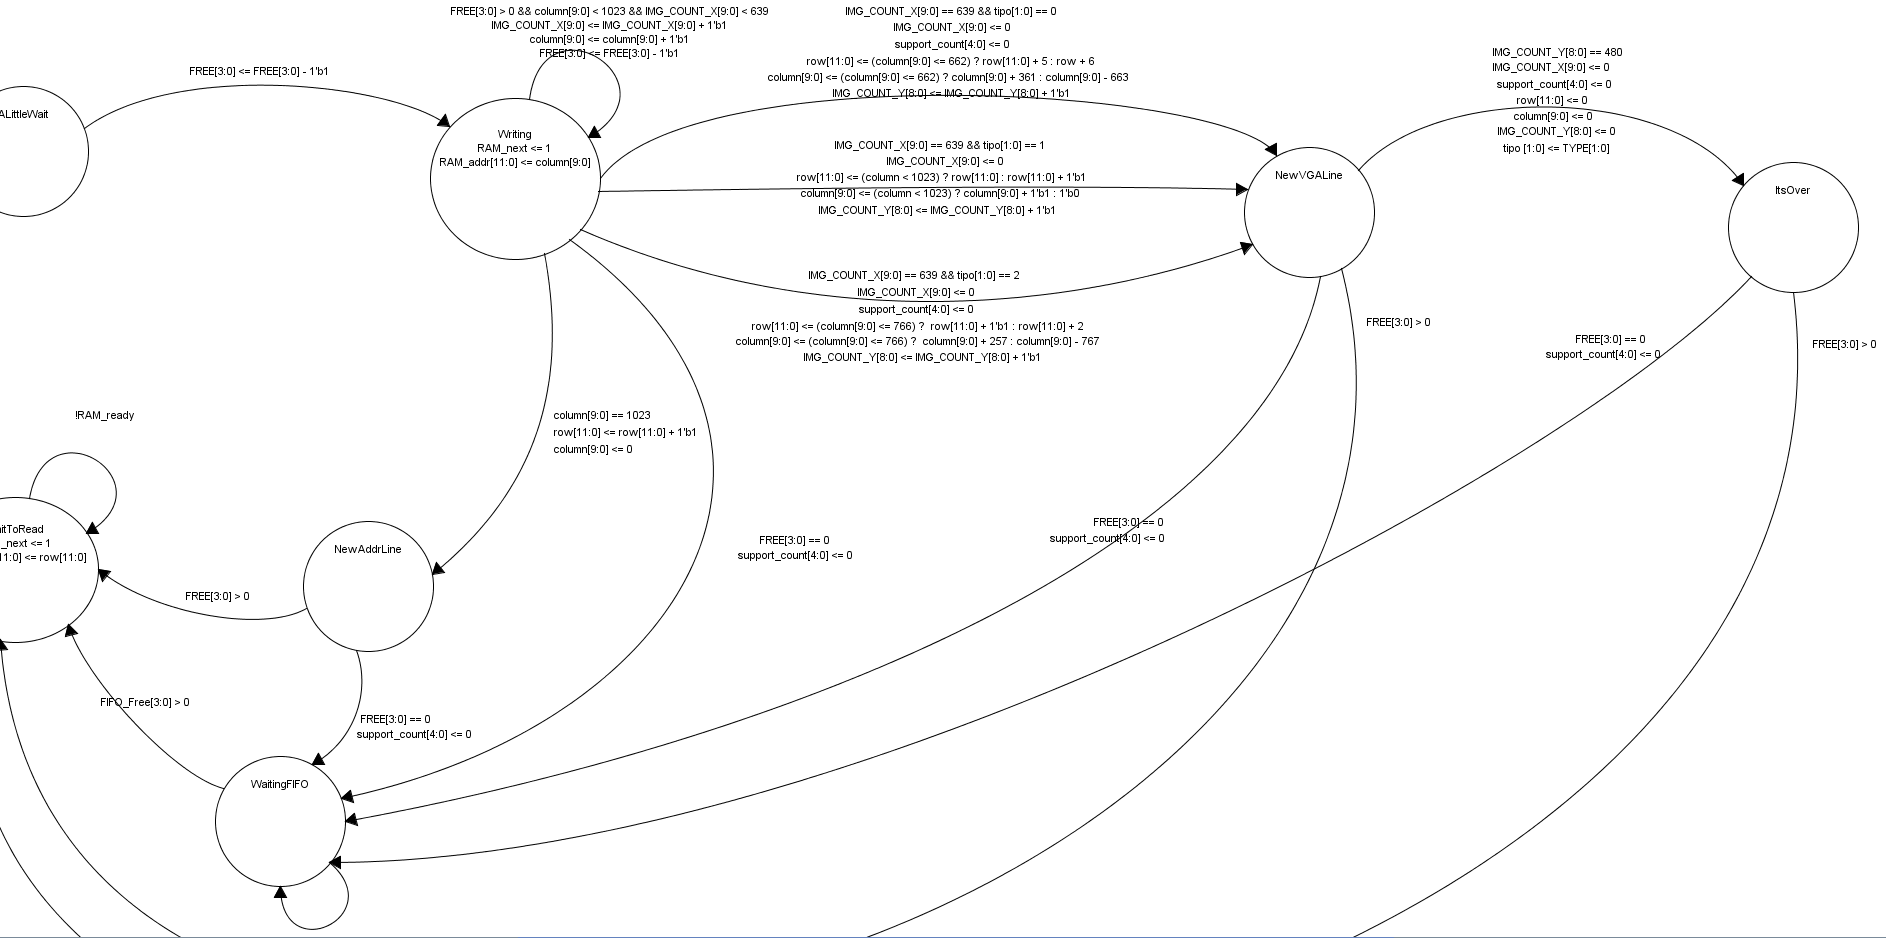 FREE[3:0] > 0 && column[9:0] < 1023 && IMG_COUNT_X[9:0] < 639
IMG_COUNT_X[9:0] <= IMG_COUNT_X[9:0] + 1'b1
column[9:0] <= column[9:0] + 1'b1
FREE[3:0] <= FREE[3:0] - 1'b1
IMG_COUNT_X[9:0] == 639 && tipo[1:0] == 0
IMG_COUNT_X[9:0] <= 0
support_count[4:0] <= 0
row[11:0] <= (column[9:0] <= 662) ? row[11:0] + 5 : row + 6
column[9:0] <= (column[9:0] <= 662) ? column[9:0] + 361 : column[9:0] - 663
IMG_COUNT_Y[8:0] <= IMG_COUNT_Y[8:0] + 1'b1
IMG_COUNT_Y[8:0] == 480
IMG_COUNT_X[9:0] <= 0
support_count[4:0] <= 0
row[11:0] <= 0
column[9:0] <= 0
IMG_COUNT_Y[8:0] <= 0
tipo [1:0] <= TYPE[1:0]
FREE[3:0] <= FREE[3:0] - 1'b1
ALittleWait
Writing
RAM_next <= 1
RAM_addr[11:0] <= column[9:0]
IMG_COUNT_X[9:0] == 639 && tipo[1:0] == 1
IMG_COUNT_X[9:0] <= 0
row[11:0] <= (column < 1023) ? row[11:0] : row[11:0] + 1'b1
column[9:0] <= (column < 1023) ? column[9:0] + 1'b1 : 1'b0
IMG_COUNT_Y[8:0] <= IMG_COUNT_Y[8:0] + 1'b1
NewVGALine
ItsOver
IMG_COUNT_X[9:0] == 639 && tipo[1:0] == 2
IMG_COUNT_X[9:0] <= 0
support_count[4:0] <= 0
row[11:0] <= (column[9:0] <= 766) ? row[11:0] + 1'b1 : row[11:0] + 2
column[9:0] <= (column[9:0] <= 766) ? column[9:0] + 257 : column[9:0] - 767
IMG_COUNT_Y[8:0] <= IMG_COUNT_Y[8:0] + 1'b1
FREE[3:0] > 0
FREE[3:0] == 0
support_count[4:0] <= 0
FREE[3:0] > 0
!RAM_ready
column[9:0] == 1023
row[11:0] <= row[11:0] + 1'b1
column[9:0] <= 0
itToRead
_next <= 1
11:0] <= row[11:0]
NewAddrLine
FREE[3:0] == 0
support_count[4:0] <= 0
FREE[3:0] == 0
support_count[4:0] <= 0
FREE[3:0] > 0
FIFO_Free[3:0] > 0
FREE[3:0] == 0
support_count[4:0] <= 0
WaitingFIFO